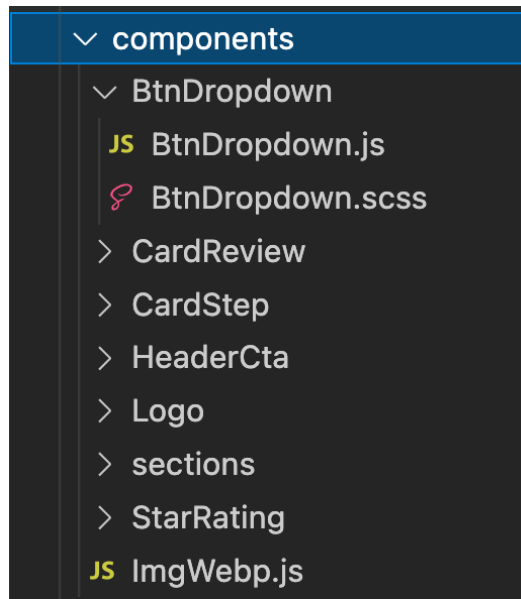 components
BtnDropdown
JS BtnDropdown.js
BtnDropdown.scss
CardReview
CardStep
HeaderCta
Logo
sections
StarRating
JS ImgWebp.js